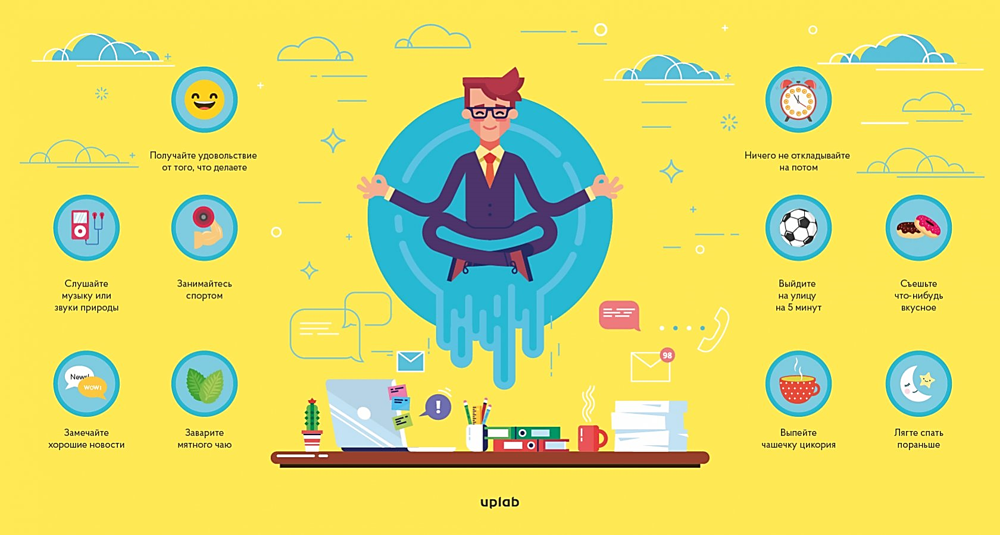 Получайте удовольствие
от того, что делаете
Слушайте
музыку или
звуки природы
Занимайтесь
спортом
News!
WOW!
Замечайте
хорошие новости
Заварите
мятного чаю
98
!
Ничего не откладывайте
на потом
Выйдите
на улицу
на 5 минут
Съешьте
что-нибудь
вкусное
Выпейте
чашечку цикория
Лягте спать
пораньше
uplab